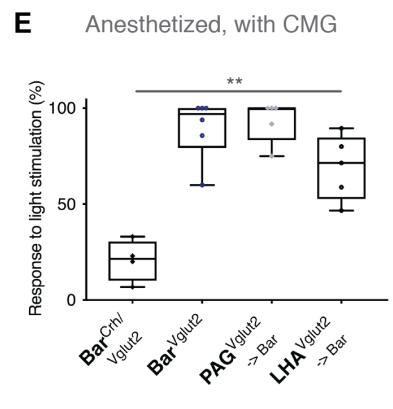 E Anesthetized, with CMG
**
Response to light stimulation (%)
100
50
0
Bar Crh/
Vglut2
Bar Vglut2
PAG Vglut2
-> Bar
LHA Vglut2
-> Bar